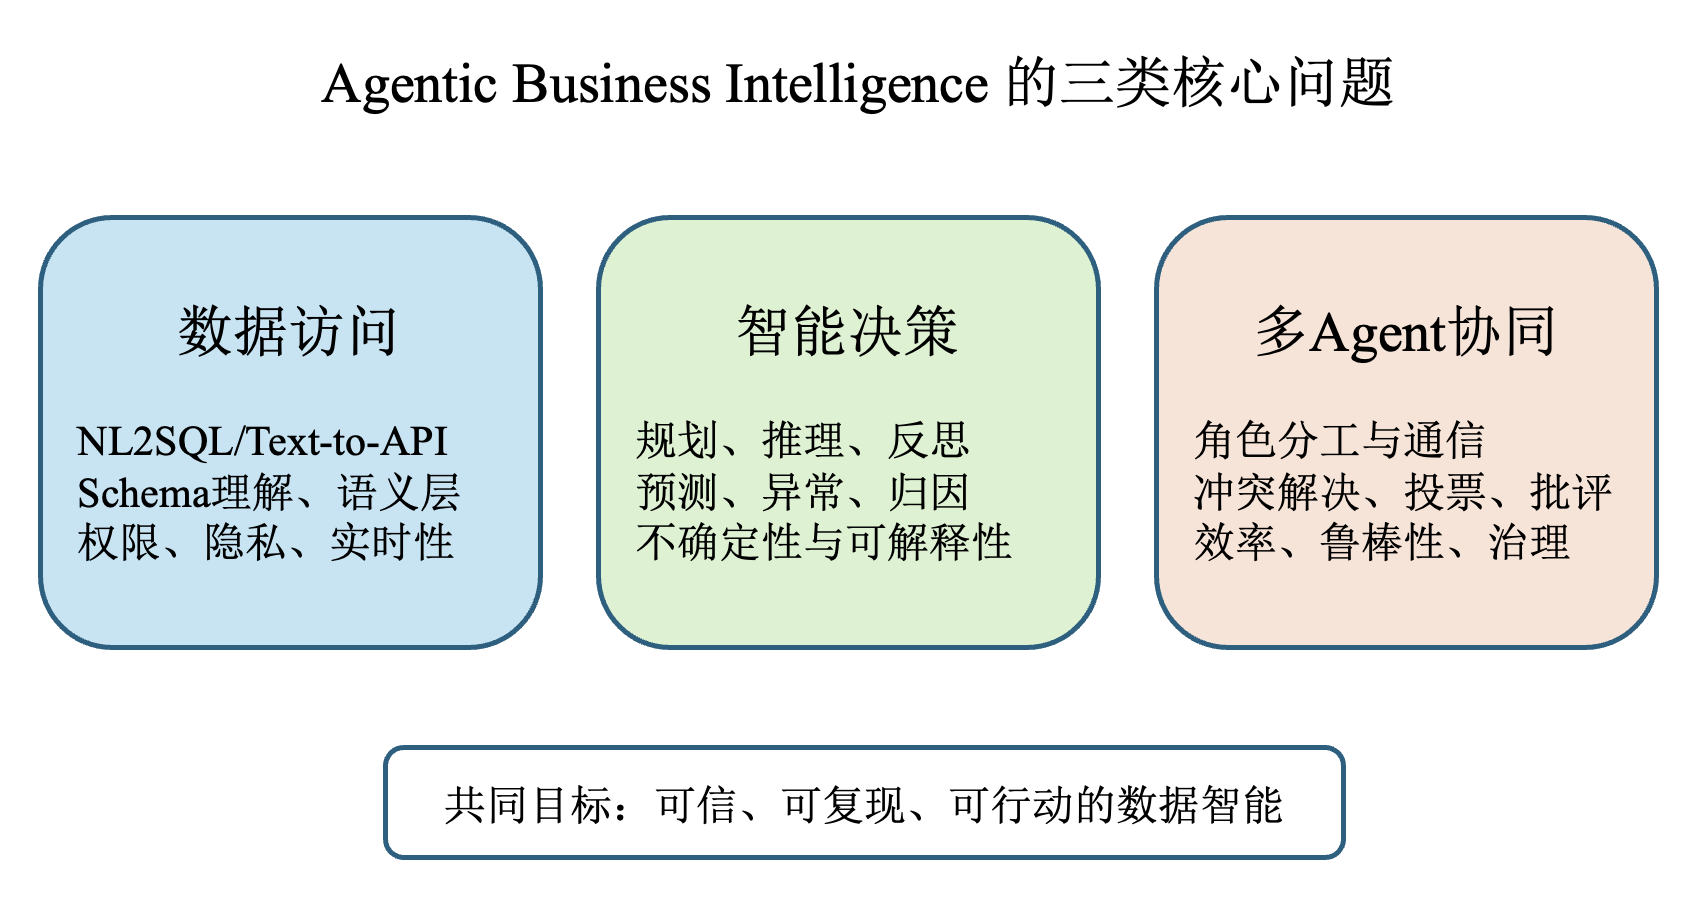 Agentic Business Intelligence 的三类核心问题
数据访问
NL2SQL/Text-to-API
Schema理解、语义层
权限、隐私、实时性
智能决策
规划、推理、反思
预测、异常、归因
不确定性与可解释性
多Agent协同
角色分工与通信
冲突解决、投票、批评
效率、鲁棒性、治理
共同目标：可信、可复现、可行动的数据智能